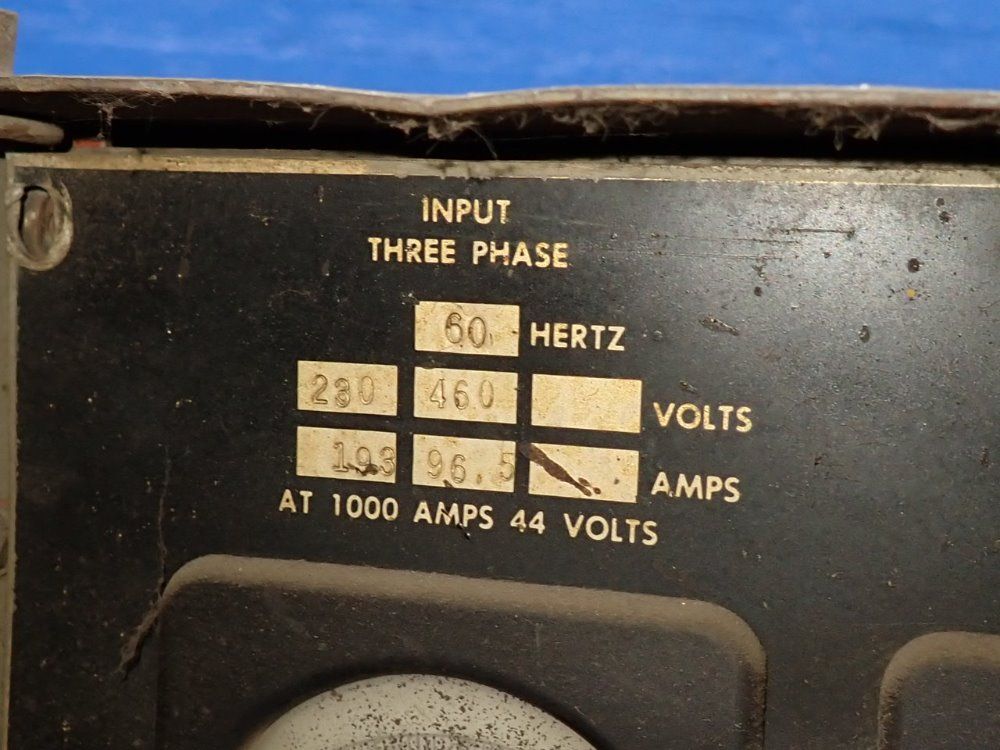 INPUT
THREE PHASE
60 HERTZ
230 460 VOLTS
193 96.5 AMPS
AT 1000 AMPS 44 VOLTS